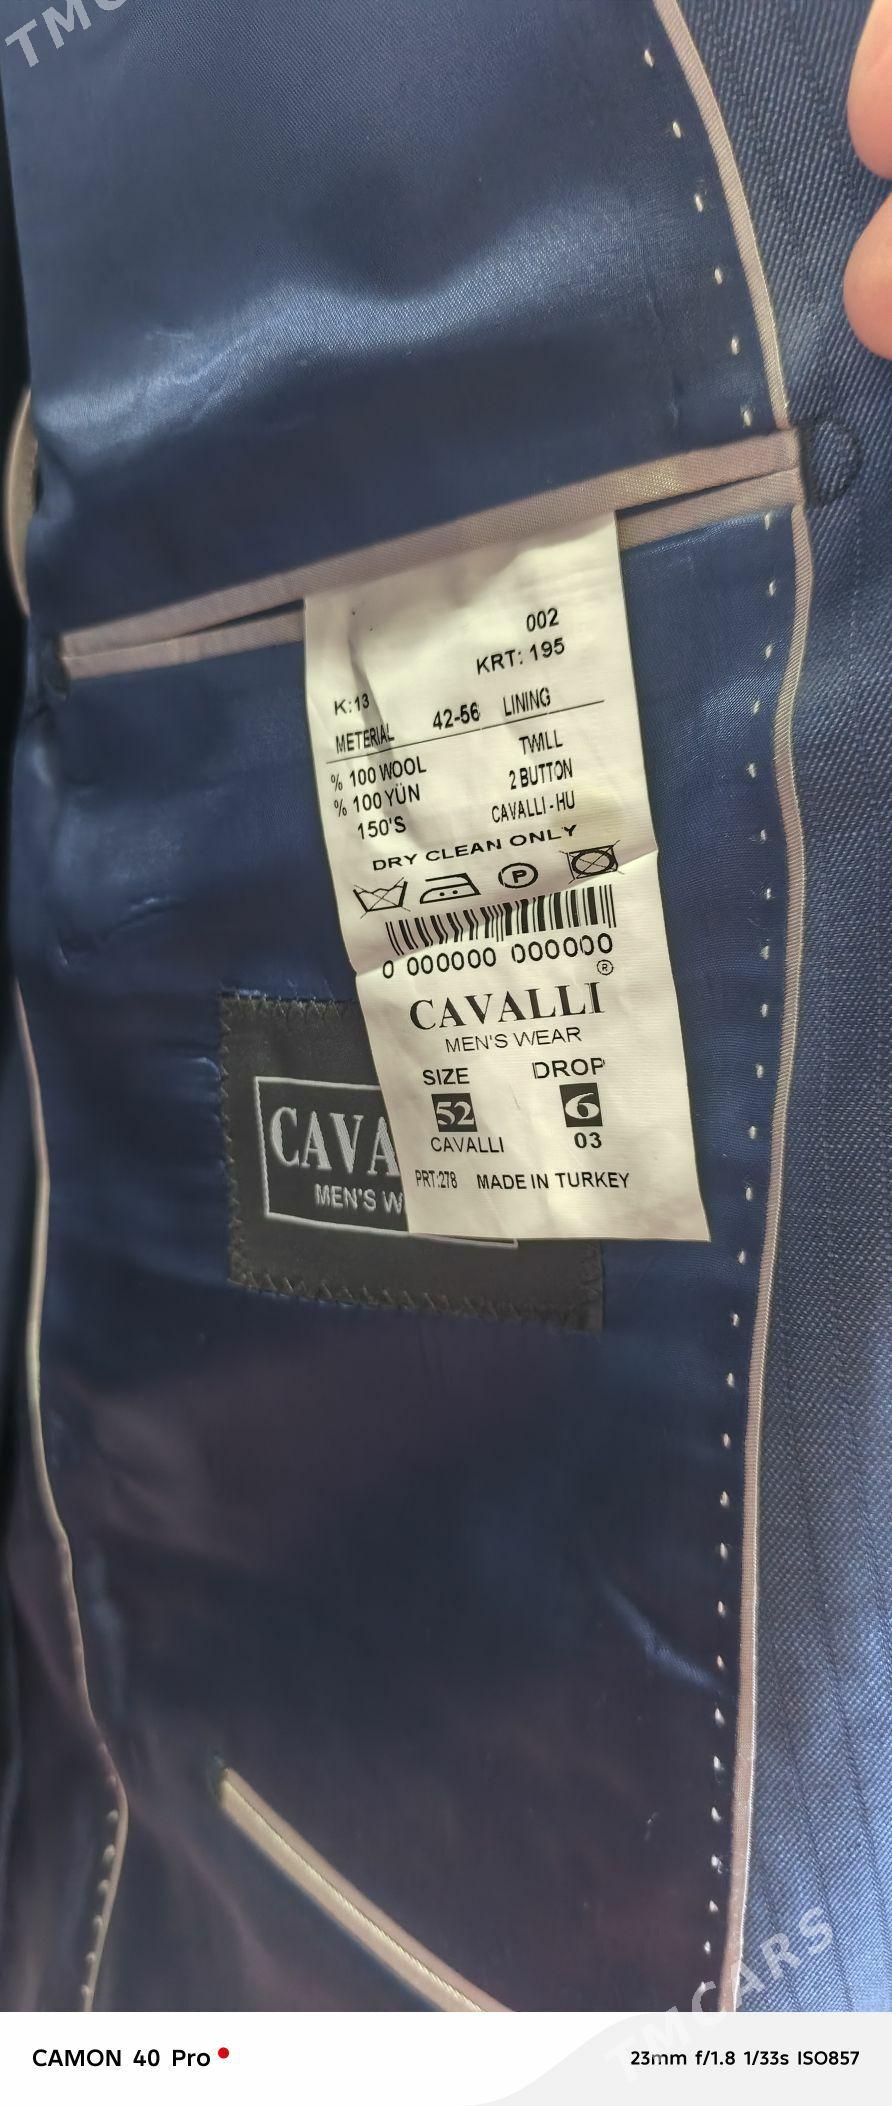 TMC
002
KRT: 195
K:13
METERIAL 42-56 LINING
% 100 WOOL TWILL
% 100 YÜN 2 BUTTON
150'S CAVALLI-HU
DRY CLEAN ONLY
P
0 000000 000000
®
CAVALLI
MEN'S WEAR
SIZE DROP
52 6
CAVALLI 03
PRT:278 MADE IN TURKEY
CAVA
MEN'S W
TMCARS
CAMON 40 Pro 23mm f/1.8 1/33s ISO857